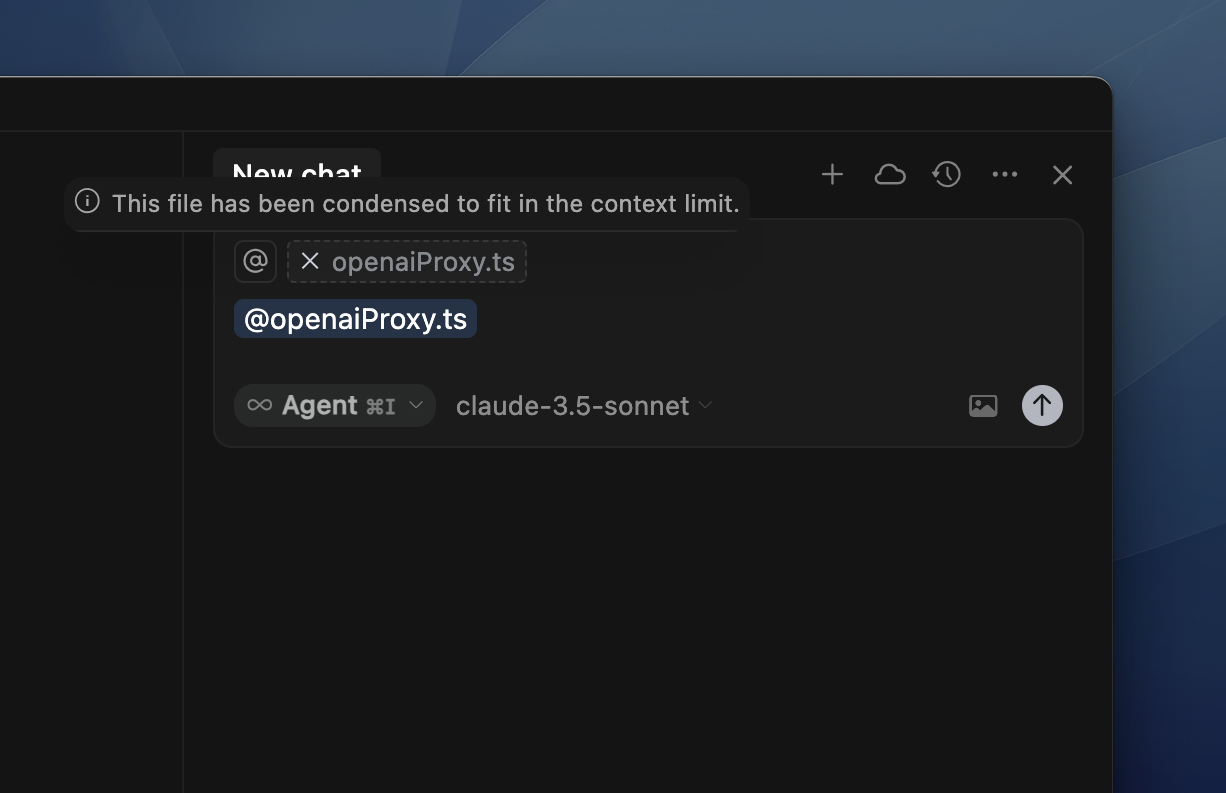 New chat
This file has been condensed to fit in the context limit.
@ openaiProxy.ts
@openaiProxy.ts
Agent ⌘I claude-3.5-sonnet